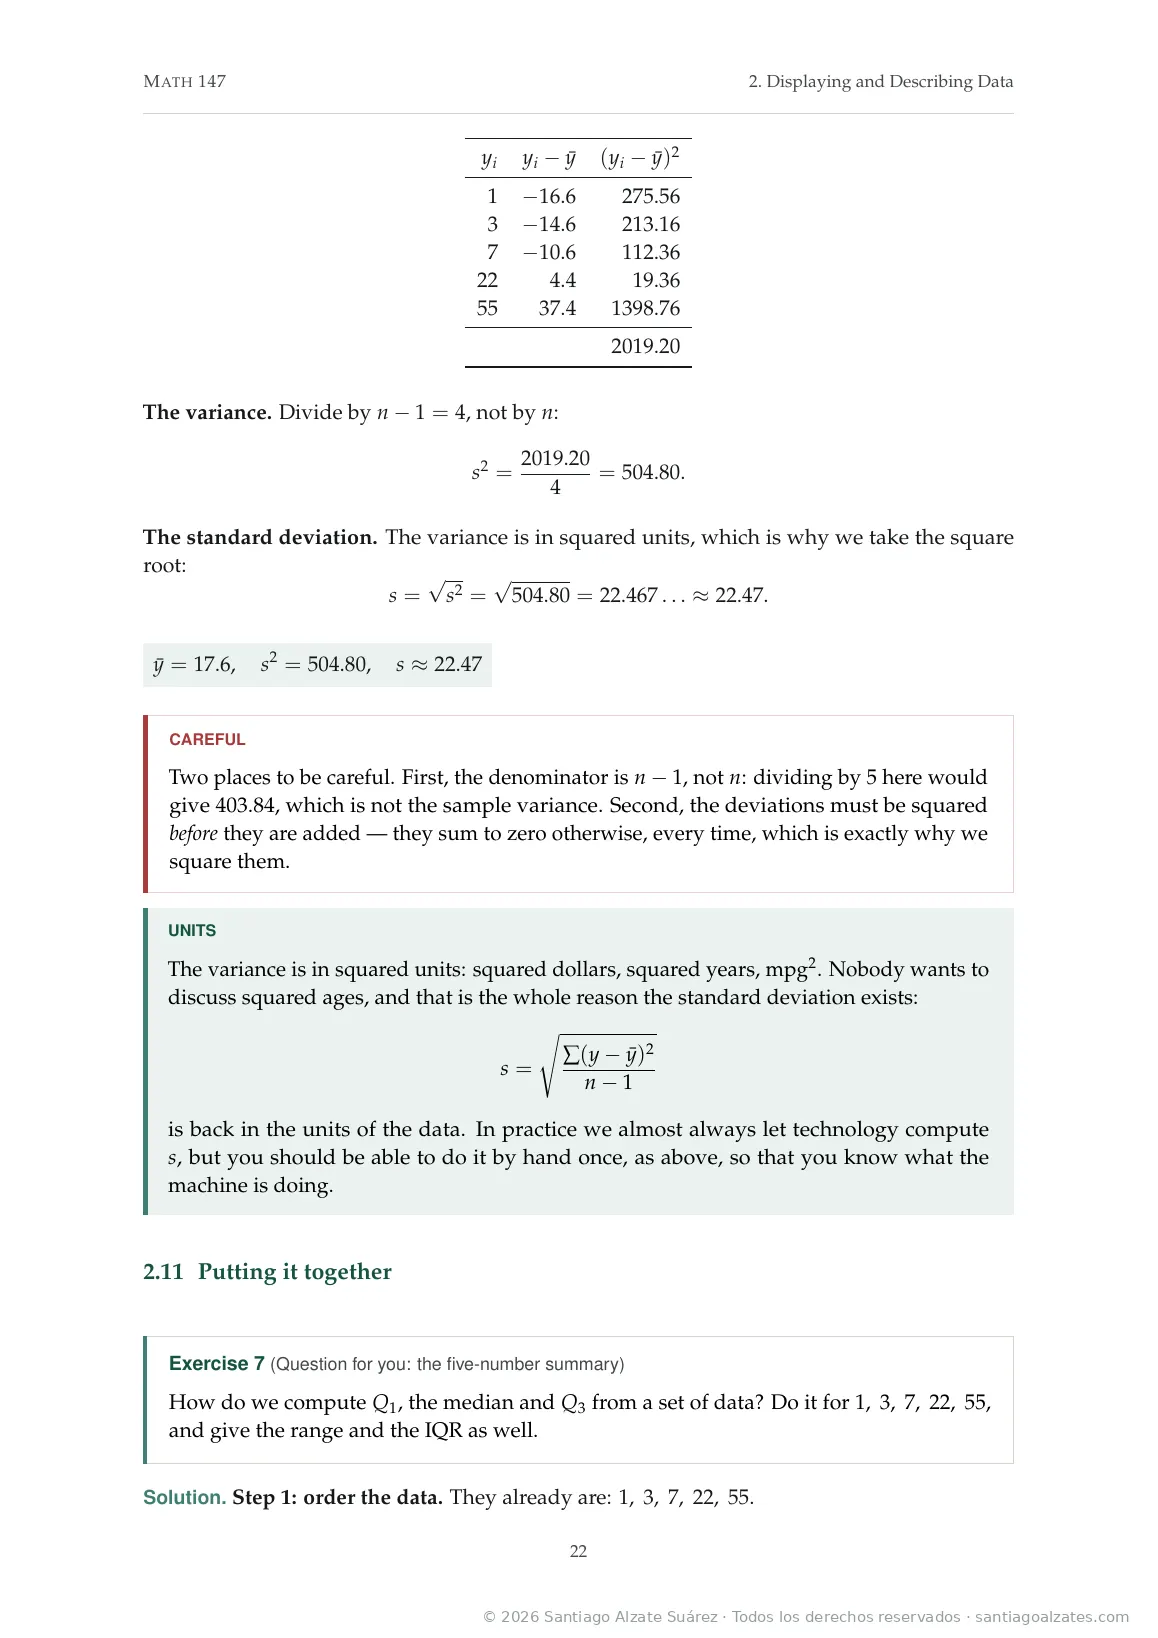 MATH 147
2. Displaying and Describing Data
yᵢ yᵢ − ȳ (yᵢ − ȳ)²
1 −16.6 275.56
3 −14.6 213.16
7 −10.6 112.36
22 4.4 19.36
55 37.4 1398.76
2019.20
The variance. Divide by n − 1 = 4, not by n:
s² = 2019.20 / 4 = 504.80.
The standard deviation. The variance is in squared units, which is why we take the square
root:
s = √s² = √504.80 = 22.467 . . . ≈ 22.47.
ȳ = 17.6, s² = 504.80, s ≈ 22.47
CAREFUL
Two places to be careful. First, the denominator is n − 1, not n: dividing by 5 here would
give 403.84, which is not the sample variance. Second, the deviations must be squared
before they are added — they sum to zero otherwise, every time, which is exactly why we
square them.
UNITS
The variance is in squared units: squared dollars, squared years, mpg². Nobody wants to
discuss squared ages, and that is the whole reason the standard deviation exists:
s = √(∑(y − ȳ)² / (n − 1))
is back in the units of the data. In practice we almost always let technology compute
s, but you should be able to do it by hand once, as above, so that you know what the
machine is doing.
2.11 Putting it together
Exercise 7 (Question for you: the five-number summary)
How do we compute Q₁, the median and Q₃ from a set of data? Do it for 1, 3, 7, 22, 55,
and give the range and the IQR as well.
Solution. Step 1: order the data. They already are: 1, 3, 7, 22, 55.
22
© 2026 Santiago Alzate Suárez · Todos los derechos reservados · santiagoalzates.com